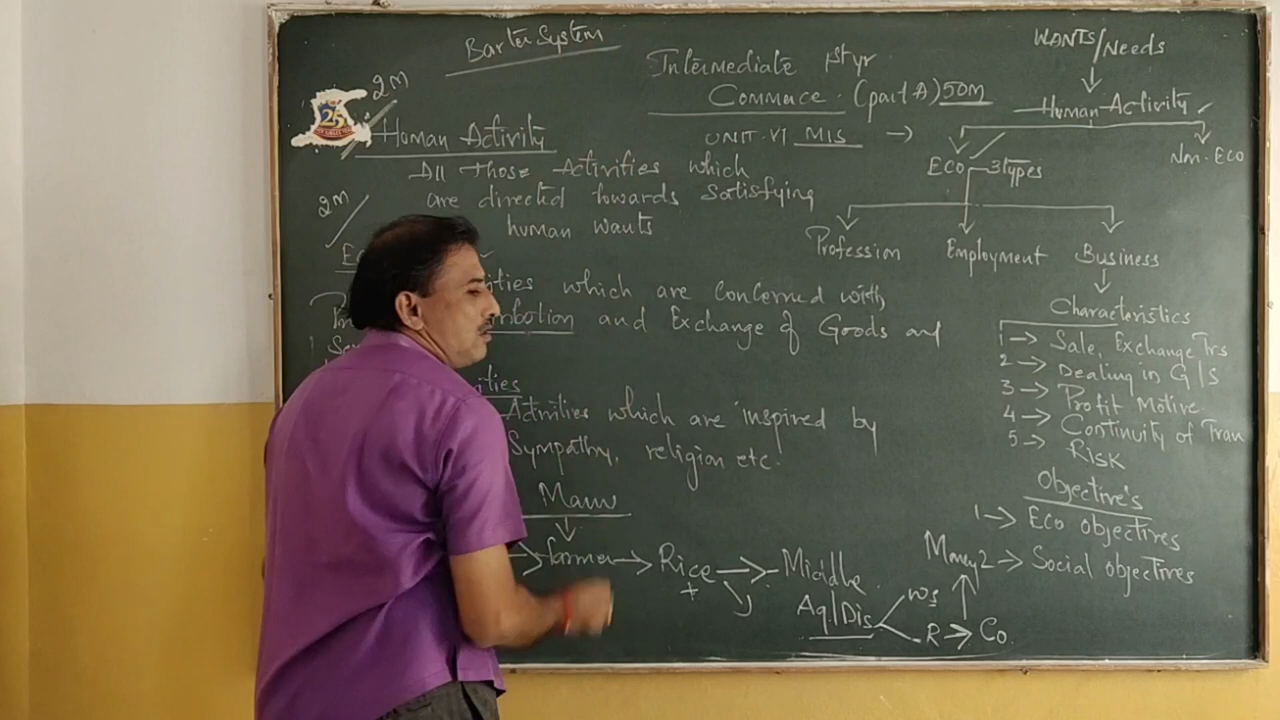 Barter System
Intermediate 1st yr
Commerce. (part A) 50M
UNIT-VI MIS →
2M
25
Human Activity
All Those Activities which
are directed towards Satisfying
human wants
2m
ities which are Concerned with
and Exchange of Goods and
ities
Activities which are inspired by
Sympathy, religion etc.
→ farmer → Rice → Middle
+
Ag./Dis
ws
R → Co.
Money
WANTS/Needs
Human Activity
ECO 3types
Non-ECO
Profession Employment Business
Characteristics
1 → Sale, Exchange Trs
2 → Dealing in G/S
3 → Profit Motive
4 → Continuity of Tran
5 → Risk
Objective's
1 → Eco objectives
2 → Social objectives